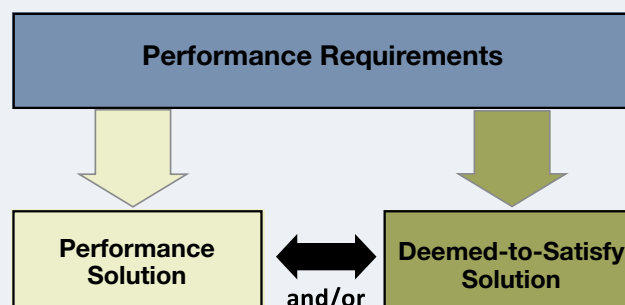 Performance Requirements
Performance
Solution
Deemed-to-Satisfy
Solution
and/or